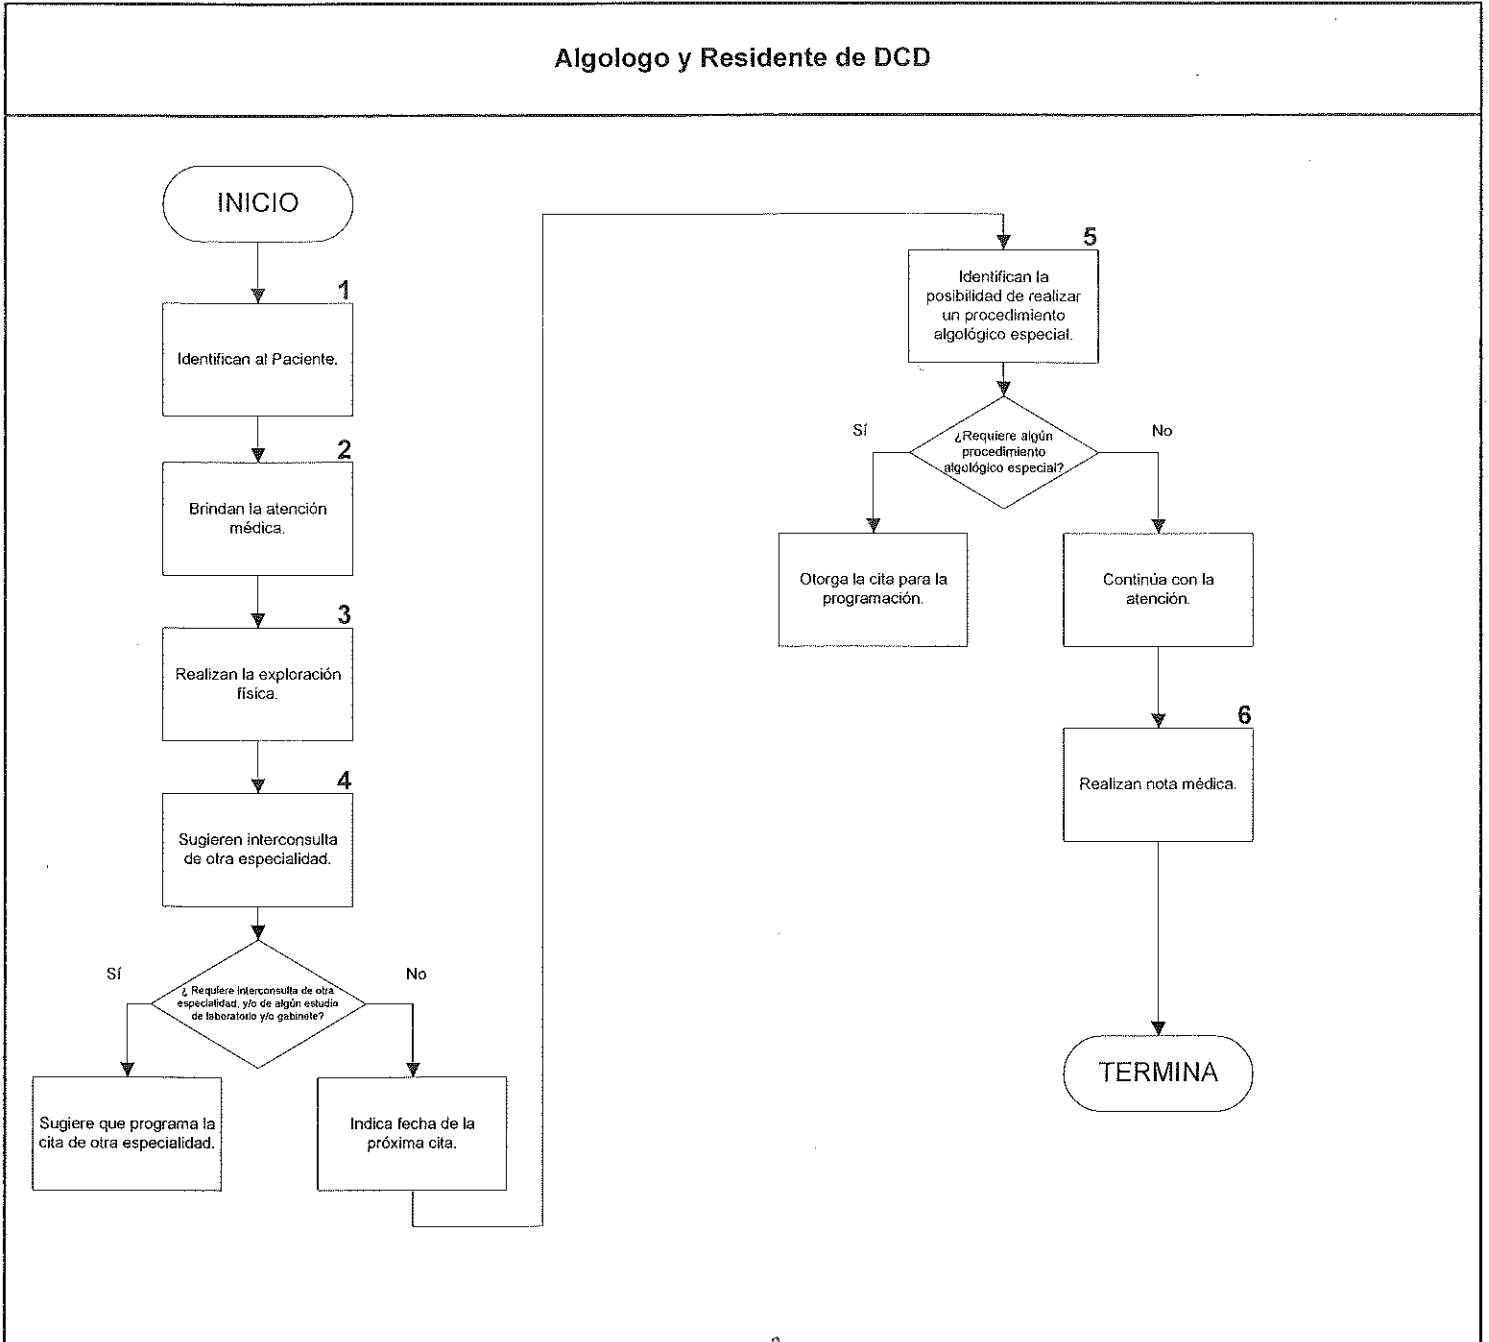 Algologo y Residente de DCD
INICIO
1
Identifican al Paciente.
2
Brindan la atención
médica.
3
Realizan la exploración
física.
4
Sugieren interconsulta
de otra especialidad.
Sí
No
¿ Requiere interconsulta de otra
especialidad, y/o de algún estudio
de laboratorio y/o gabinete?
Sugiere que programa la
cita de otra especialidad.
Indica fecha de la
próxima cita.
5
Identifican la
posibilidad de realizar
un procedimiento
algológico especial.
Sí
No
¿Requiere algún
procedimiento
algológico especial?
Otorga la cita para la
programación.
Continúa con la
atención.
6
Realizan nota médica.
TERMINA